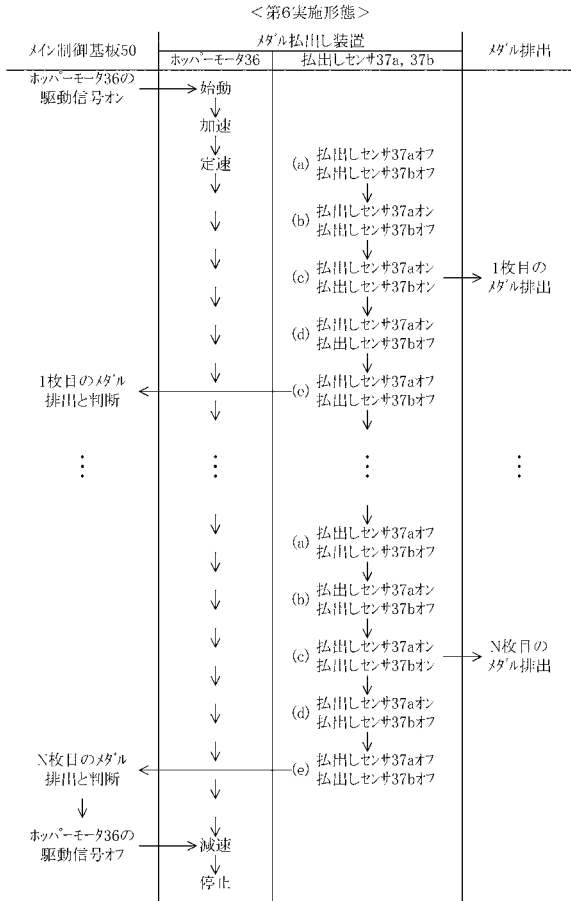 ＜第6実施形態＞
メイン制御基板50
メダル払出し装置
ホッパーモータ36
払出しセンサ37a, 37b
メダル排出
ホッパーモータ36の
駆動信号オン
始動
加速
定速
(a) 払出しセンサ37aオフ
払出しセンサ37bオフ
(b) 払出しセンサ37aオン
払出しセンサ37bオフ
(c) 払出しセンサ37aオン
払出しセンサ37bオン
1枚目の
メダル排出
(d) 払出しセンサ37aオン
払出しセンサ37bオフ
1枚目のメダル
排出と判断
(e) 払出しセンサ37aオフ
払出しセンサ37bオフ
(a) 払出しセンサ37aオフ
払出しセンサ37bオフ
(b) 払出しセンサ37aオン
払出しセンサ37bオフ
(c) 払出しセンサ37aオン
払出しセンサ37bオン
N枚目の
メダル排出
(d) 払出しセンサ37aオン
払出しセンサ37bオフ
N枚目のメダル
排出と判断
(e) 払出しセンサ37aオフ
払出しセンサ37bオフ
ホッパーモータ36の
駆動信号オフ
減速
停止